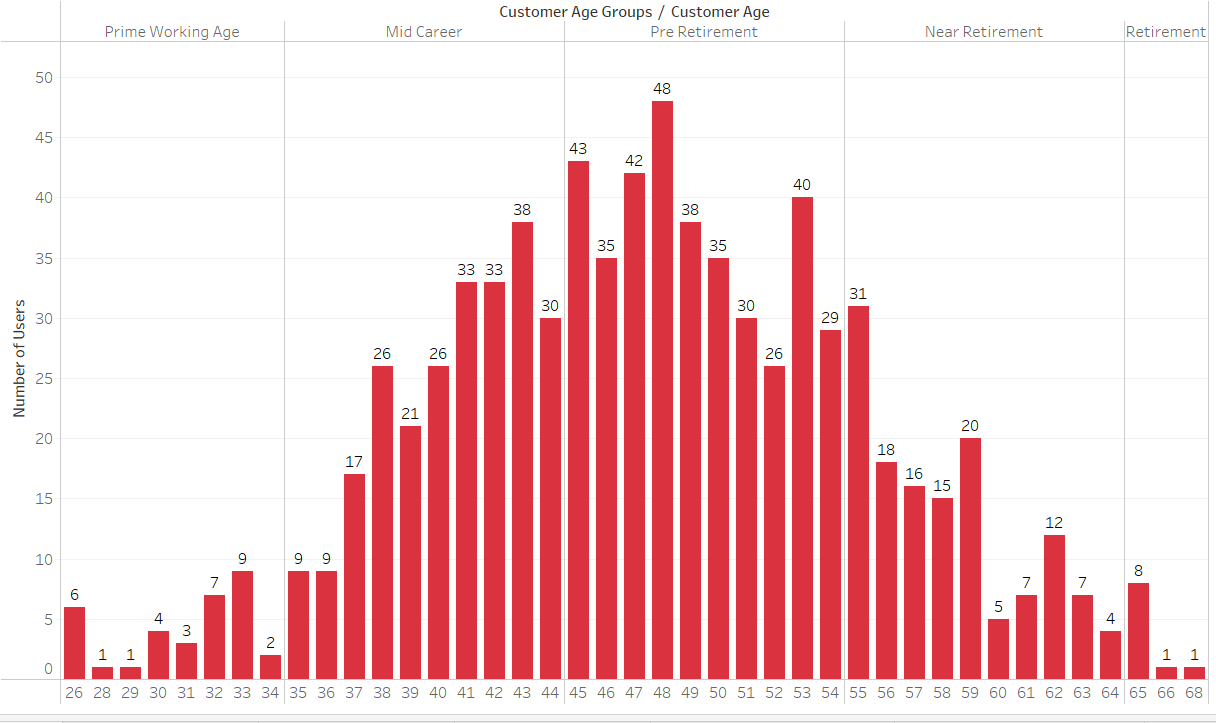 Customer Age Groups / Customer Age
Prime Working Age Mid Career Pre Retirement Near Retirement Retirement
Number of Users
50
45
40
35
30
25
20
15
10
5
0
6 1 1 4 3 7 9 2 9 9 17 26 21 26 33 33 38 30 43 35 42 48 38 35 30 26 40 29 31 18 16 15 20 5 7 12 7 4 8 1 1
26 28 29 30 31 32 33 34 35 36 37 38 39 40 41 42 43 44 45 46 47 48 49 50 51 52 53 54 55 56 57 58 59 60 61 62 63 64 65 66 68